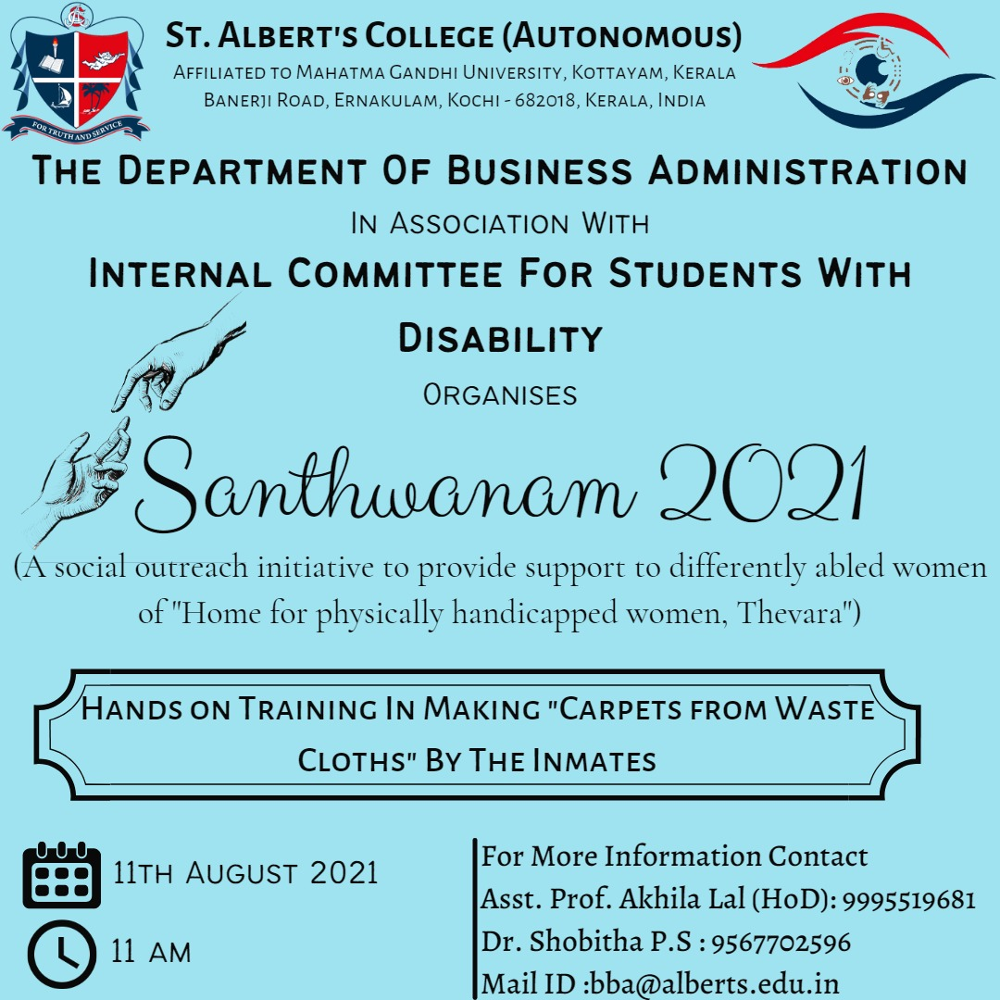 ST. ALBERT'S COLLEGE (AUTONOMOUS)
AFFILIATED TO MAHATMA GANDHI UNIVERSITY, KOTTAYAM, KERALA
BANERJI ROAD, ERNAKULAM, KOCHI - 682018, KERALA, INDIA
FOR TRUTH AND SERVICE
THE DEPARTMENT OF BUSINESS ADMINISTRATION
IN ASSOCIATION WITH
INTERNAL COMMITTEE FOR STUDENTS WITH
DISABILITY
ORGANISES
Santhwanam 2021
(A social outreach initiative to provide support to differently abled women
of "Home for physically handicapped women, Thevara")
HANDS ON TRAINING IN MAKING "CARPETS FROM WASTE
CLOTHS" BY THE INMATES
11TH AUGUST 2021
11 AM
For More Information Contact
Asst. Prof. Akhila Lal (HoD): 9995519681
Dr. Shobitha P.S : 9567702596
Mail ID :bba@alberts.edu.in